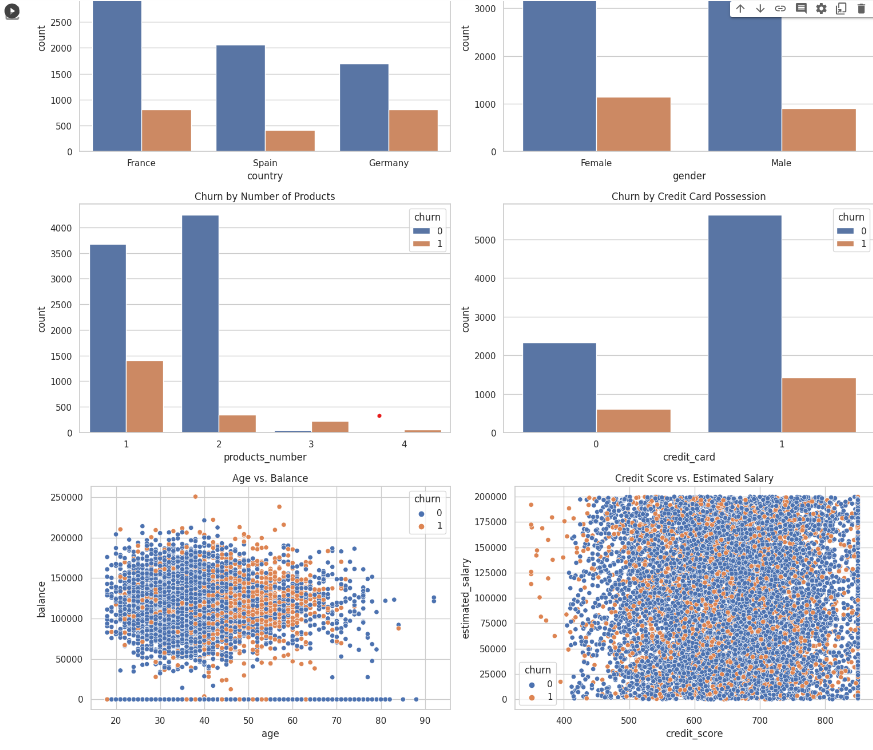 3000
2500
2000
1500
1000
500
0
count
France
Spain
Germany
country
3000
2000
1000
0
count
Female
Male
gender
Churn by Number of Products
4000
3500
3000
2500
2000
1500
1000
500
0
count
1
2
3
4
products_number
churn
0
1
Churn by Credit Card Possession
5000
4000
3000
2000
1000
0
count
0
1
credit_card
churn
0
1
Age vs. Balance
250000
200000
150000
100000
50000
0
balance
20
30
40
50
60
70
80
90
age
churn
0
1
Credit Score vs. Estimated Salary
200000
175000
150000
125000
100000
75000
50000
25000
0
estimated_salary
400
500
600
700
800
credit_score
churn
0
1